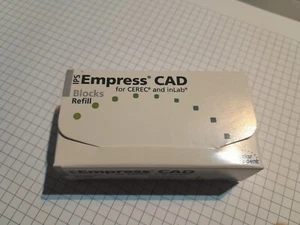 IPS Empress® CAD
for CEREC® and inLab®
Blocks
Refill
Empress® CAD